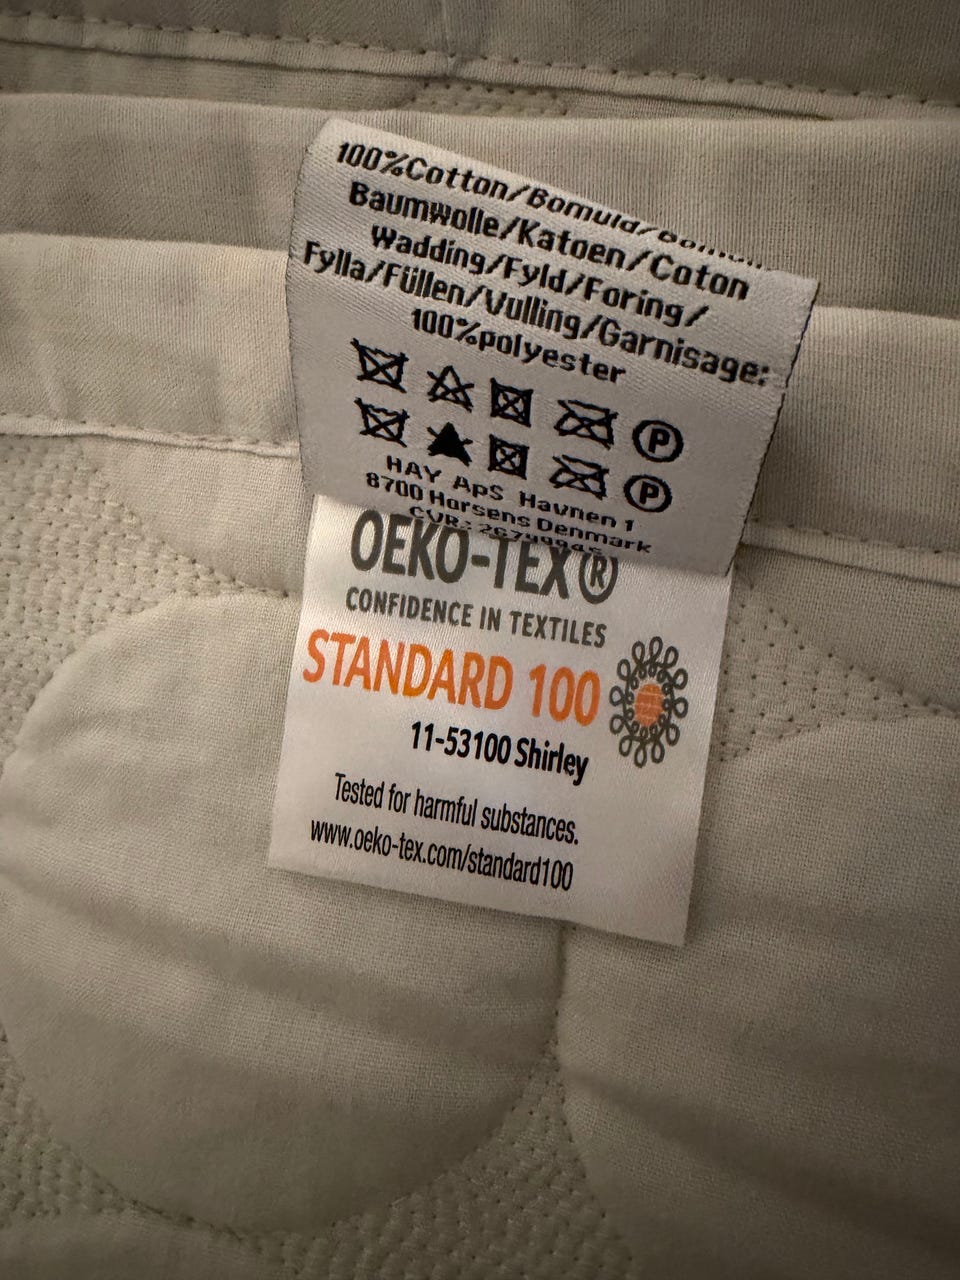 100%Cotton/Bomuld/
Baumwolle/Katoen/Coton
Wadding/Fyld/Foring/
Fylla/Füllen/Vulling/Garnisage:
100%polyester
P
P
HAY ApS Havnen 1
8700 Horsens Denmark
CVR:
OEKO-TEX®
CONFIDENCE IN TEXTILES
STANDARD 100
11-53100 Shirley
Tested for harmful substances.
www.oeko-tex.com/standard100